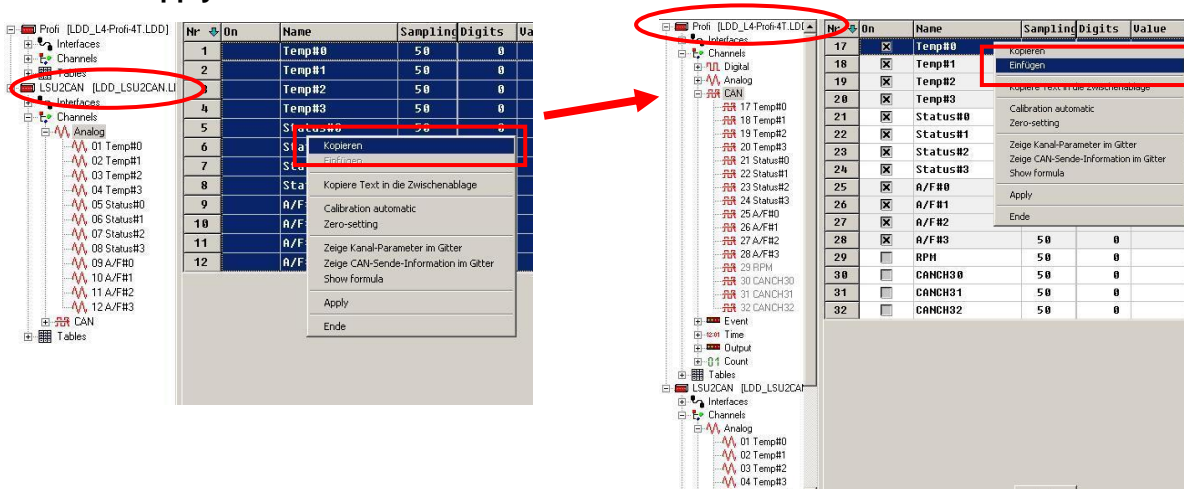 Profi [LDD_L4-Profi-4T.LDD]
Interfaces
Channels
Tables
LSU2CAN [LDD_LSU2CAN.LI
Interfaces
Channels
Analog
01 Temp#0
02 Temp#1
03 Temp#2
04 Temp#3
05 Status#0
06 Status#1
07 Status#2
08 Status#3
09 A/F#0
10 A/F#1
11 A/F#2
12 A/F#3
CAN
Tables
Nr On Name Sampling Digits Va
1 Temp#0 50 0
2 Temp#1 50 0
3 Temp#2 50 0
4 Temp#3 50 0
5 Status#0 50 0
6 Sta
7 Sta
8 Sta
9 A/F
10 A/F
11 A/F
12 A/F
Kopieren
Einfügen
Kopiere Text in die Zwischenablage
Calibration automatic
Zero-setting
Zeige Kanal-Parameter im Gitter
Zeige CAN-Sende-Information im Gitter
Show formula
Apply
Ende
Profi [LDD_L4-Profi-4T.LDD
Interfaces
Channels
Digital
Analog
CAN
17 Temp#0
18 Temp#1
19 Temp#2
20 Temp#3
21 Status#0
22 Status#1
23 Status#2
24 Status#3
25 A/F#0
26 A/F#1
27 A/F#2
28 A/F#3
29 RPM
30 CANCH30
31 CANCH31
32 CANCH32
Event
Time
Output
Count
Tables
LSU2CAN [LDD_LSU2CAN
Interfaces
Channels
Analog
01 Temp#0
02 Temp#1
03 Temp#2
04 Temp#3
Nr On Name Sampling Digits Value
17 Temp#0
18 Temp#1
19 Temp#2
20 Temp#3
21 Status#0
22 Status#1
23 Status#2
24 Status#3
25 A/F#0
26 A/F#1
27 A/F#2
28 A/F#3 50 0
29 RPM 50 0
30 CANCH30 50 0
31 CANCH31 50 0
32 CANCH32 50 0
Kopieren
Einfügen
Kopiere Text in die Zwischenablage
Calibration automatic
Zero-setting
Zeige Kanal-Parameter im Gitter
Zeige CAN-Sende-Information im Gitter
Show formula
Apply
Ende